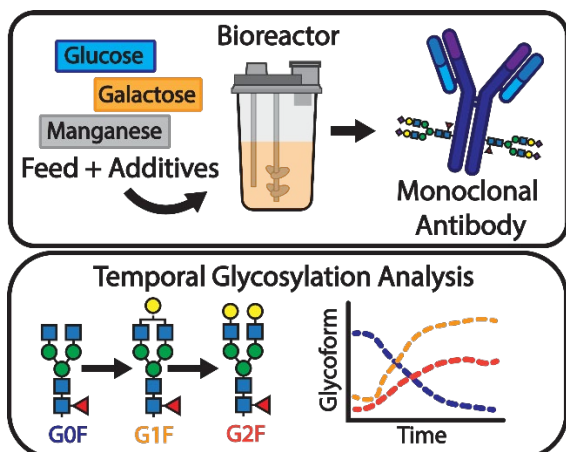 Glucose
Galactose
Manganese
Feed + Additives
Bioreactor
Monoclonal
Antibody
Temporal Glycosylation Analysis
G0F
G1F
G2F
Glycoform
Time